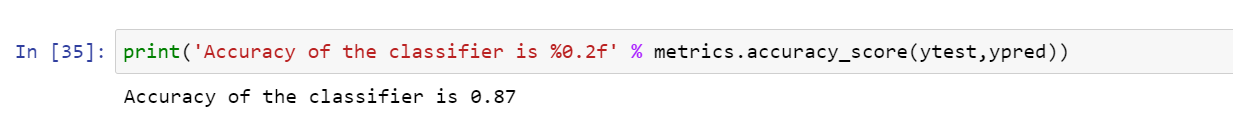 In [35]: print('Accuracy of the classifier is %0.2f' % metrics.accuracy_score(ytest,ypred))
Accuracy of the classifier is 0.87